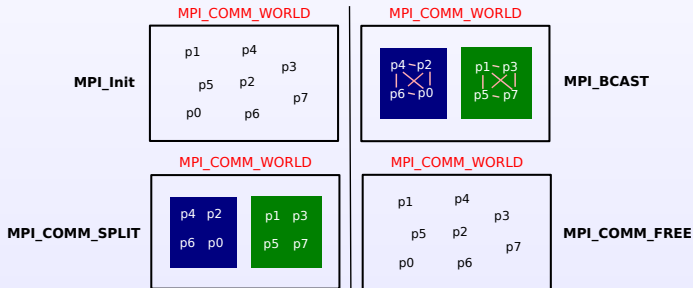 MPI_COMM_WORLD
MPI_Init
p1 p4
p3
p5 p2
p7
p0 p6
MPI_COMM_WORLD
MPI_BCAST
p4 p2
p6 p0
p1 p3
p5 p7
MPI_COMM_WORLD
MPI_COMM_SPLIT
p4 p2
p6 p0
p1 p3
p5 p7
MPI_COMM_WORLD
MPI_COMM_FREE
p1 p4
p3
p5 p2
p7
p0 p6